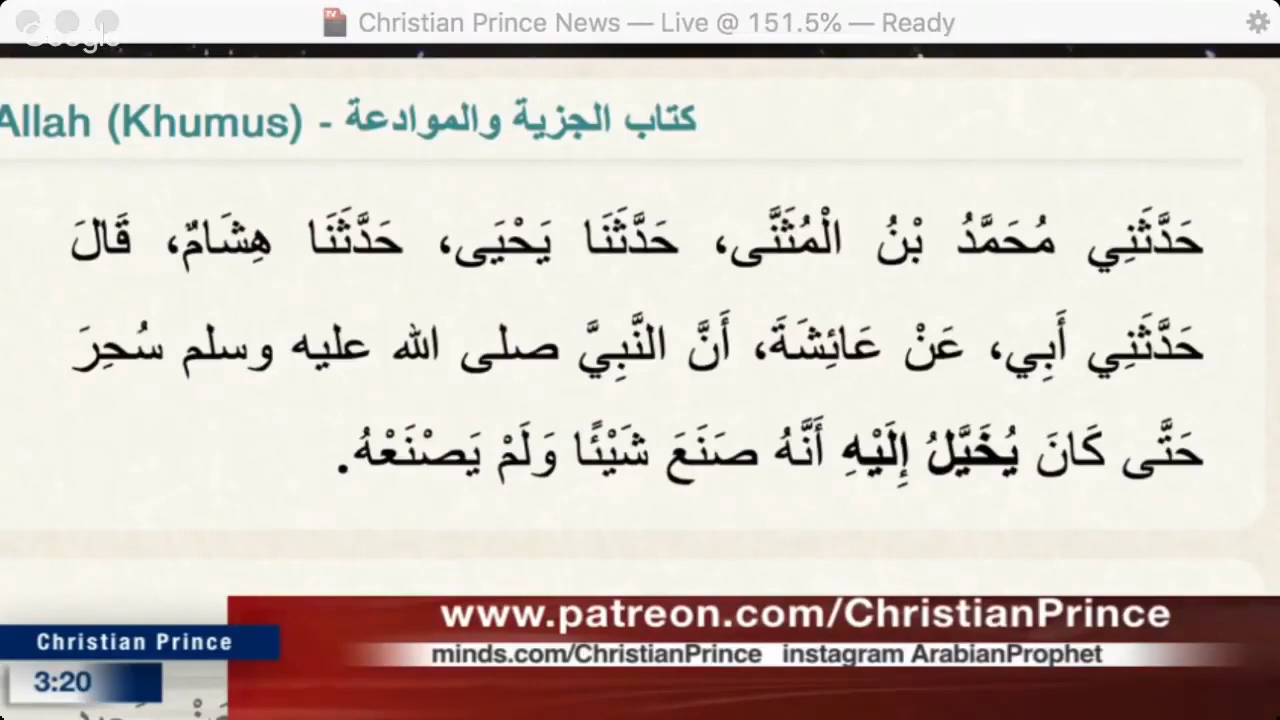 Christian Prince News — Live @ 151.5% — Ready
Google
Allah (Khumus) - كتاب الجزية والموادعة
حَدَّثَنِي مُحَمَّدُ بْنُ الْمُثَنَّى، حَدَّثَنَا يَحْيَى، حَدَّثَنَا هِشَامٌ، قَالَ
حَدَّثَنِي أَبِي، عَنْ عَائِشَةَ، أَنَّ النَّبِيَّ صلى الله عليه وسلم سُحِرَ
حَتَّى كَانَ يُخَيَّلُ إِلَيْهِ أَنَّهُ صَنَعَ شَيْئًا وَلَمْ يَصْنَعْهُ.
www.patreon.com/ChristianPrince
Christian Prince
minds.com/ChristianPrince instagram ArabianProphet
3:20